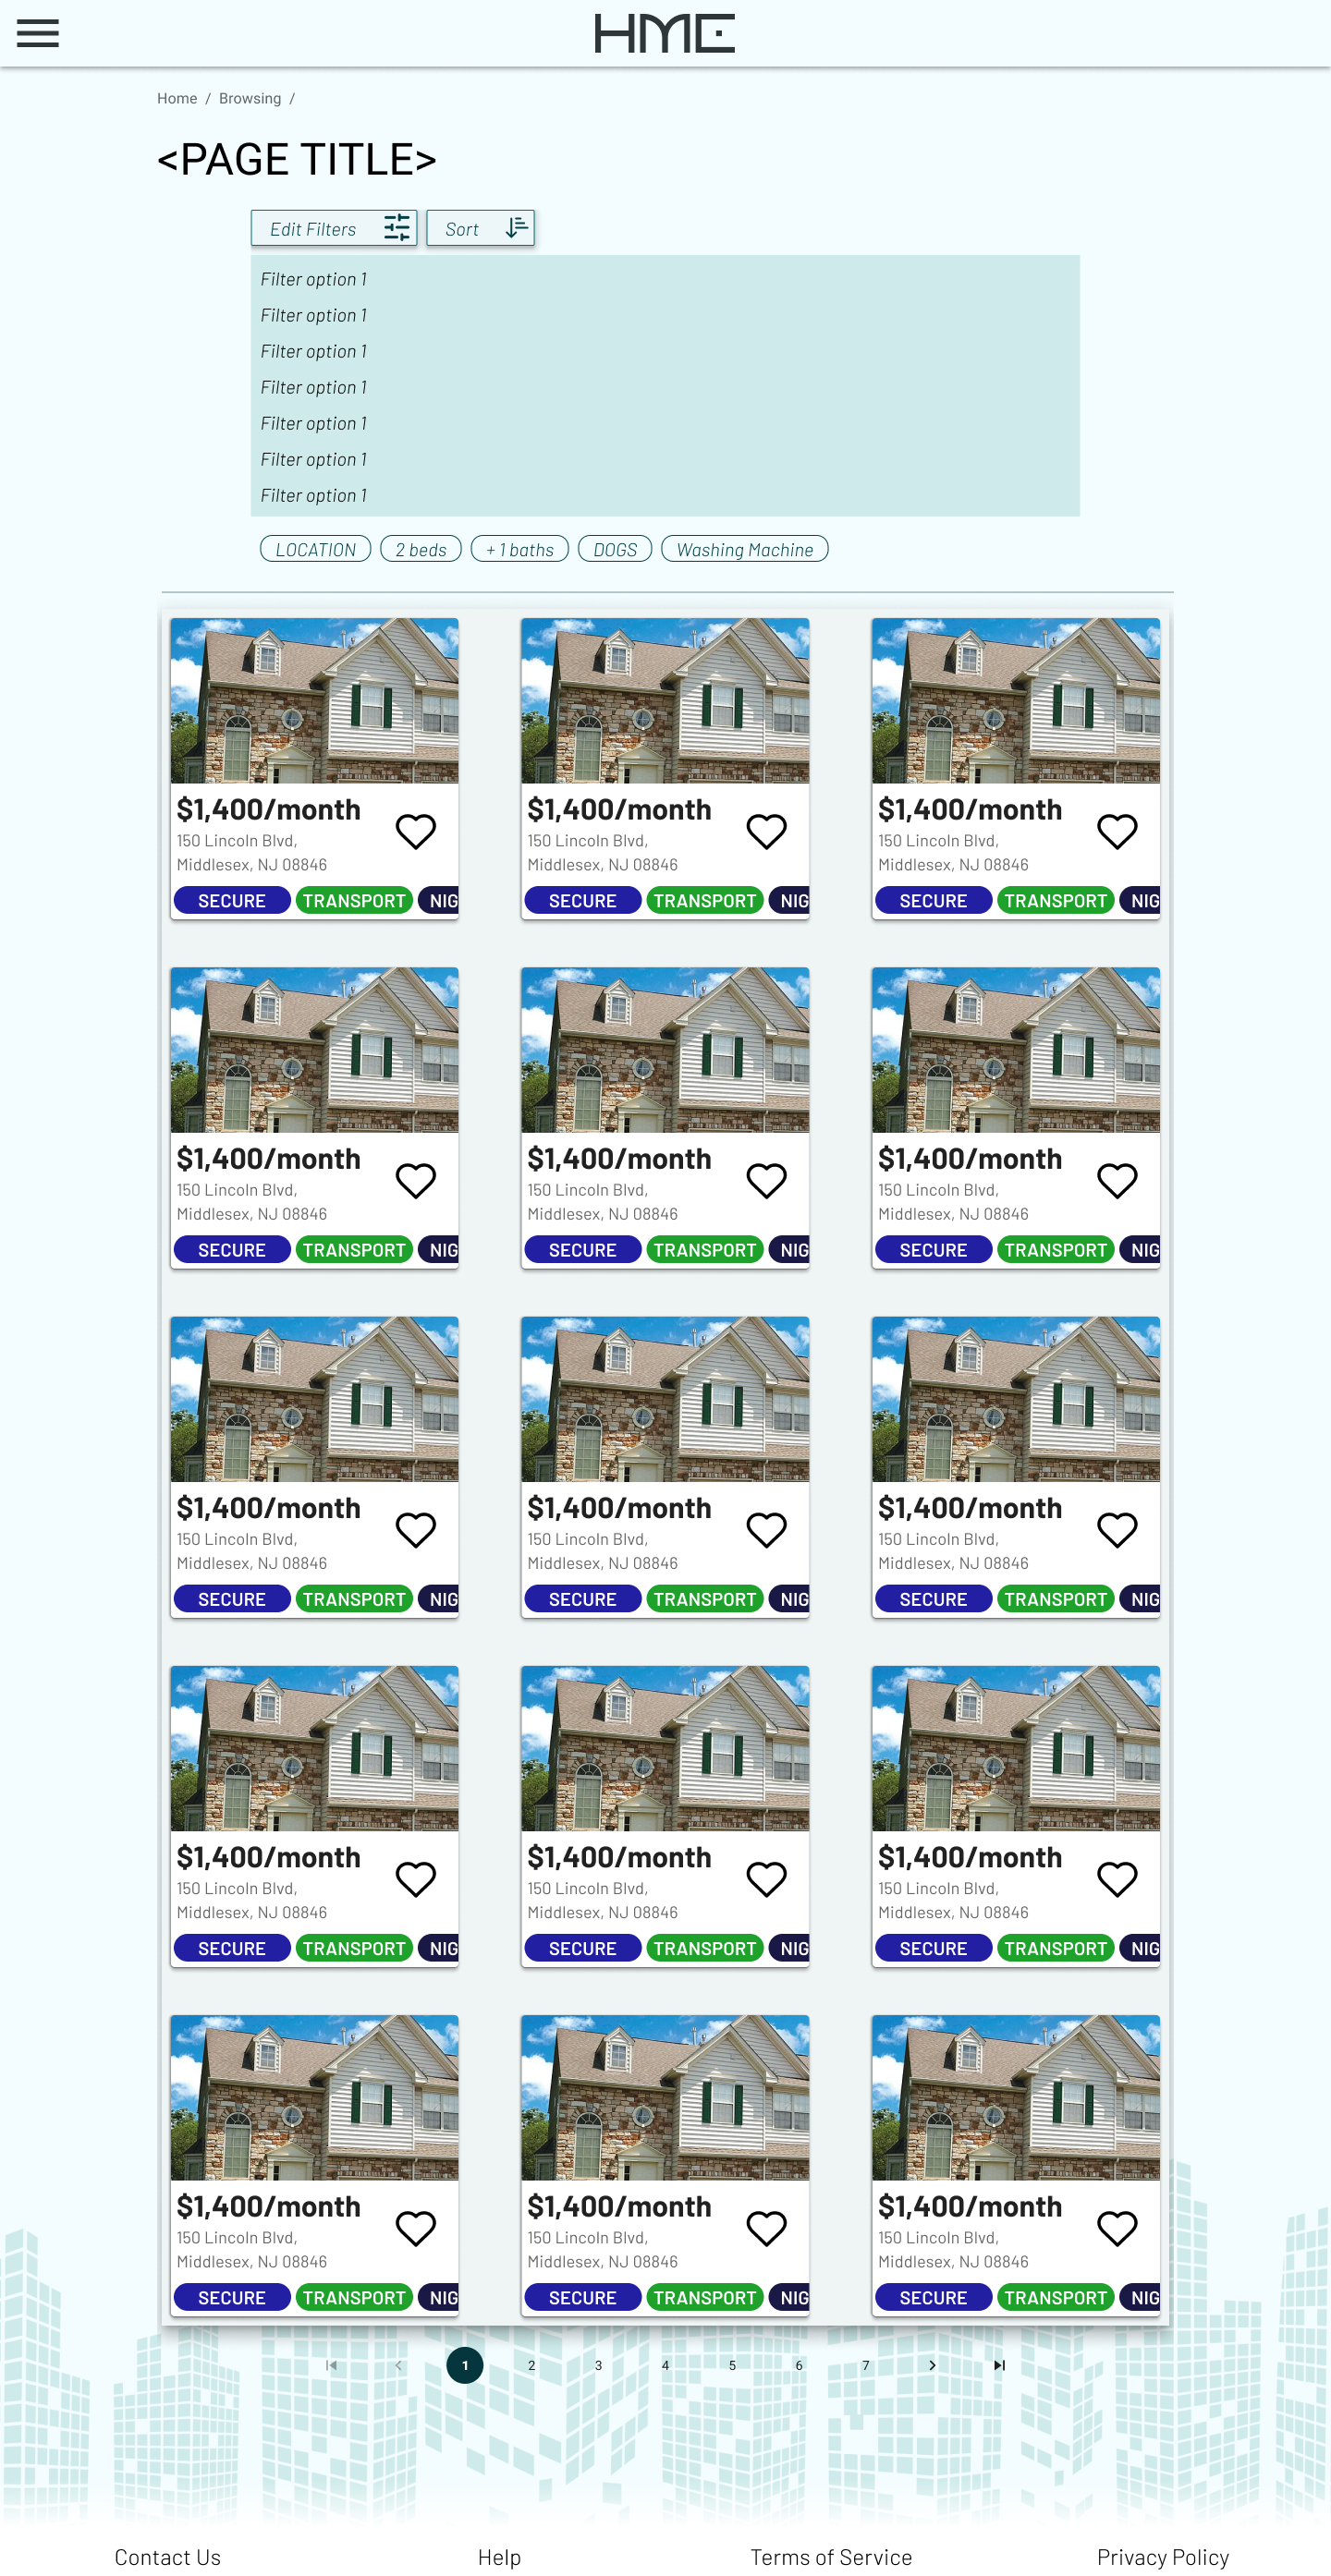 HME
Home / Browsing /
<PAGE TITLE>
Edit Filters
Sort
Filter option 1
Filter option 1
Filter option 1
Filter option 1
Filter option 1
Filter option 1
Filter option 1
LOCATION 2 beds + 1 baths DOGS Washing Machine
$1,400/month
150 Lincoln Blvd,
Middlesex, NJ 08846
SECURE TRANSPORT NIG
$1,400/month
150 Lincoln Blvd,
Middlesex, NJ 08846
SECURE TRANSPORT NIG
$1,400/month
150 Lincoln Blvd,
Middlesex, NJ 08846
SECURE TRANSPORT NIG
$1,400/month
150 Lincoln Blvd,
Middlesex, NJ 08846
SECURE TRANSPORT NIG
$1,400/month
150 Lincoln Blvd,
Middlesex, NJ 08846
SECURE TRANSPORT NIG
$1,400/month
150 Lincoln Blvd,
Middlesex, NJ 08846
SECURE TRANSPORT NIG
$1,400/month
150 Lincoln Blvd,
Middlesex, NJ 08846
SECURE TRANSPORT NIG
$1,400/month
150 Lincoln Blvd,
Middlesex, NJ 08846
SECURE TRANSPORT NIG
$1,400/month
150 Lincoln Blvd,
Middlesex, NJ 08846
SECURE TRANSPORT NIG
$1,400/month
150 Lincoln Blvd,
Middlesex, NJ 08846
SECURE TRANSPORT NIG
$1,400/month
150 Lincoln Blvd,
Middlesex, NJ 08846
SECURE TRANSPORT NIG
$1,400/month
150 Lincoln Blvd,
Middlesex, NJ 08846
SECURE TRANSPORT NIG
$1,400/month
150 Lincoln Blvd,
Middlesex, NJ 08846
SECURE TRANSPORT NIG
$1,400/month
150 Lincoln Blvd,
Middlesex, NJ 08846
SECURE TRANSPORT NIG
$1,400/month
150 Lincoln Blvd,
Middlesex, NJ 08846
SECURE TRANSPORT NIG
1 2 3 4 5 6 7
Contact Us Help Terms of Service Privacy Policy